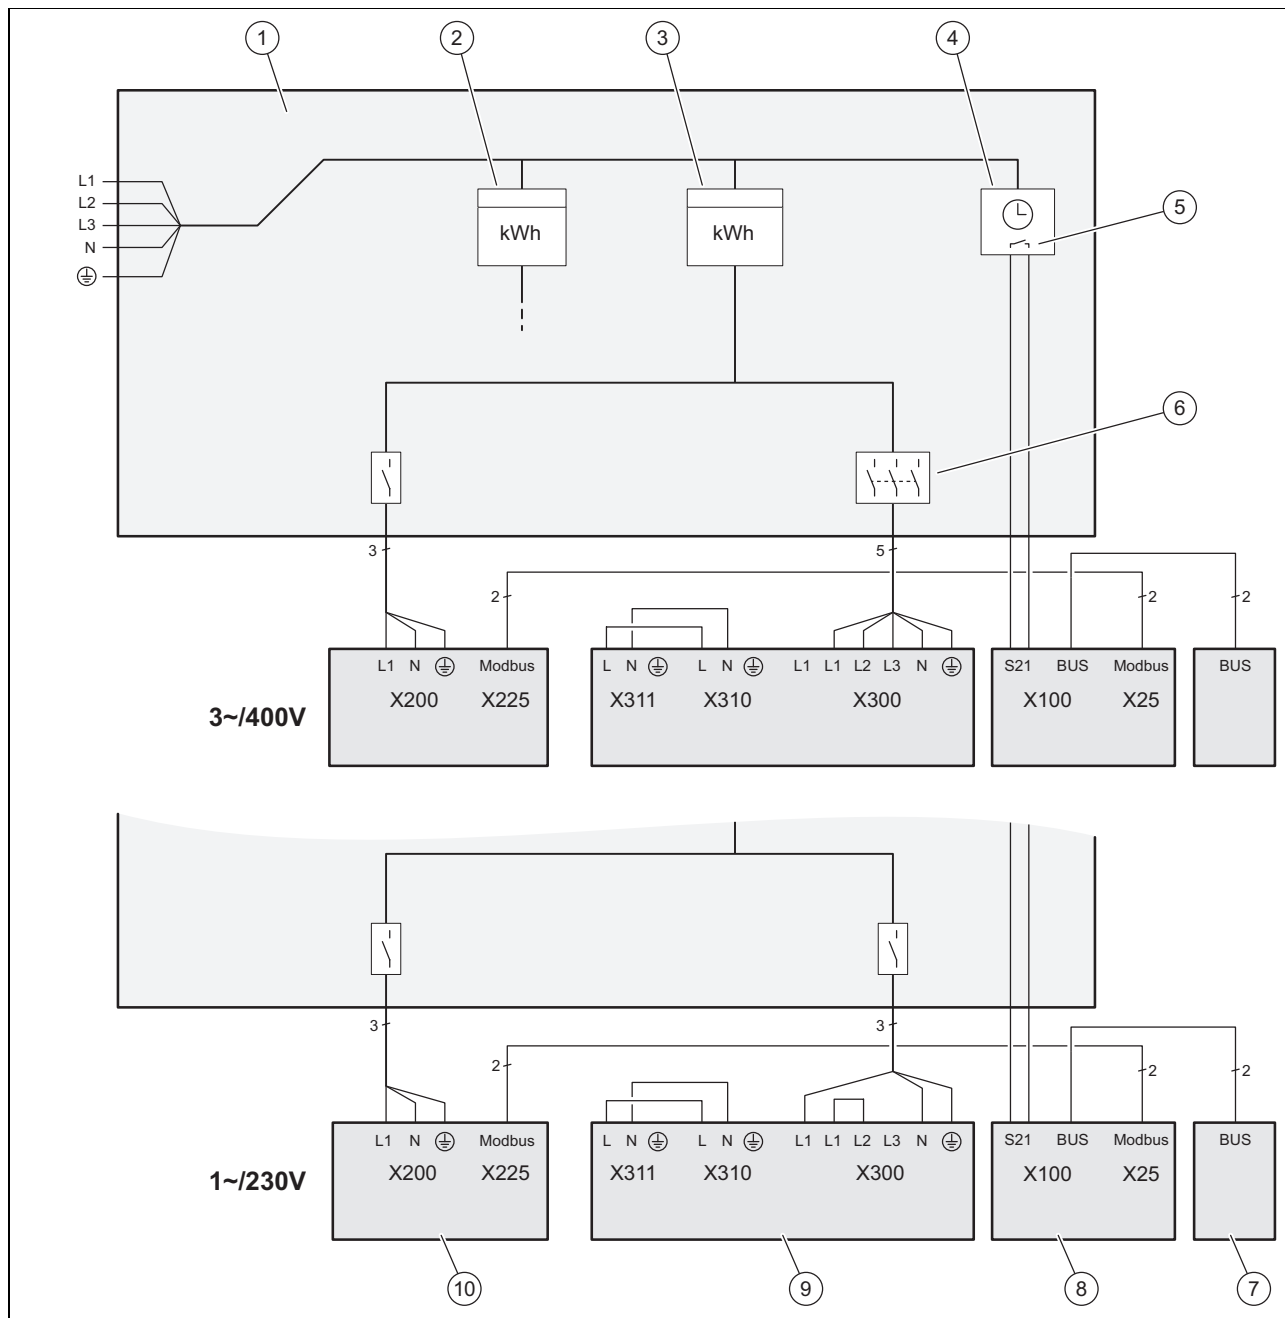 1 2 3 4
L1
L2
L3
N
kWh kWh
5
6
3 5
2 2 2
L1 N Modbus L N L N L1 L1 L2 L3 N S21 BUS Modbus BUS
X200 X225 X311 X310 X300 X100 X25
3~/400V
3 3
2 2 2
L1 N Modbus L N L N L1 L1 L2 L3 N S21 BUS Modbus BUS
X200 X225 X311 X310 X300 X100 X25
1~/230V
10 9 8 7